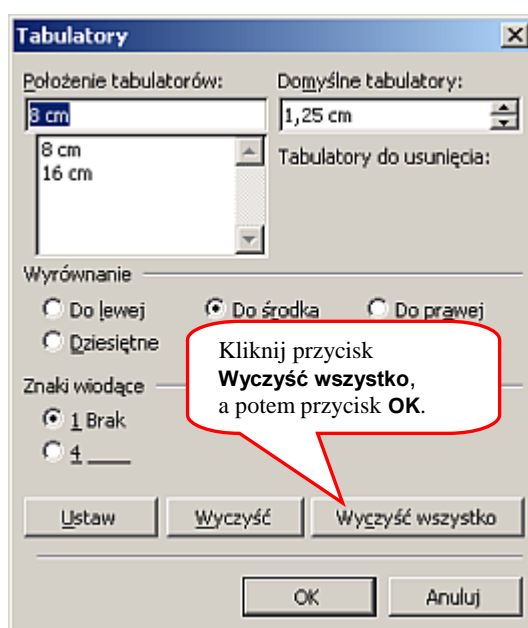 Tabulatory
Położenie tabulatorów: Domyślne tabulatory:
8 cm 1,25 cm
8 cm Tabulatory do usunięcia:
16 cm
Wyrównanie
Do lewej Do środka Do prawej
Dziesiętne
Kliknij przycisk
Wyczyść wszystko,
a potem przycisk OK.
Znaki wiodące
1 Brak
4 ____
Ustaw Wyczyść Wyczyść wszystko
OK Anuluj